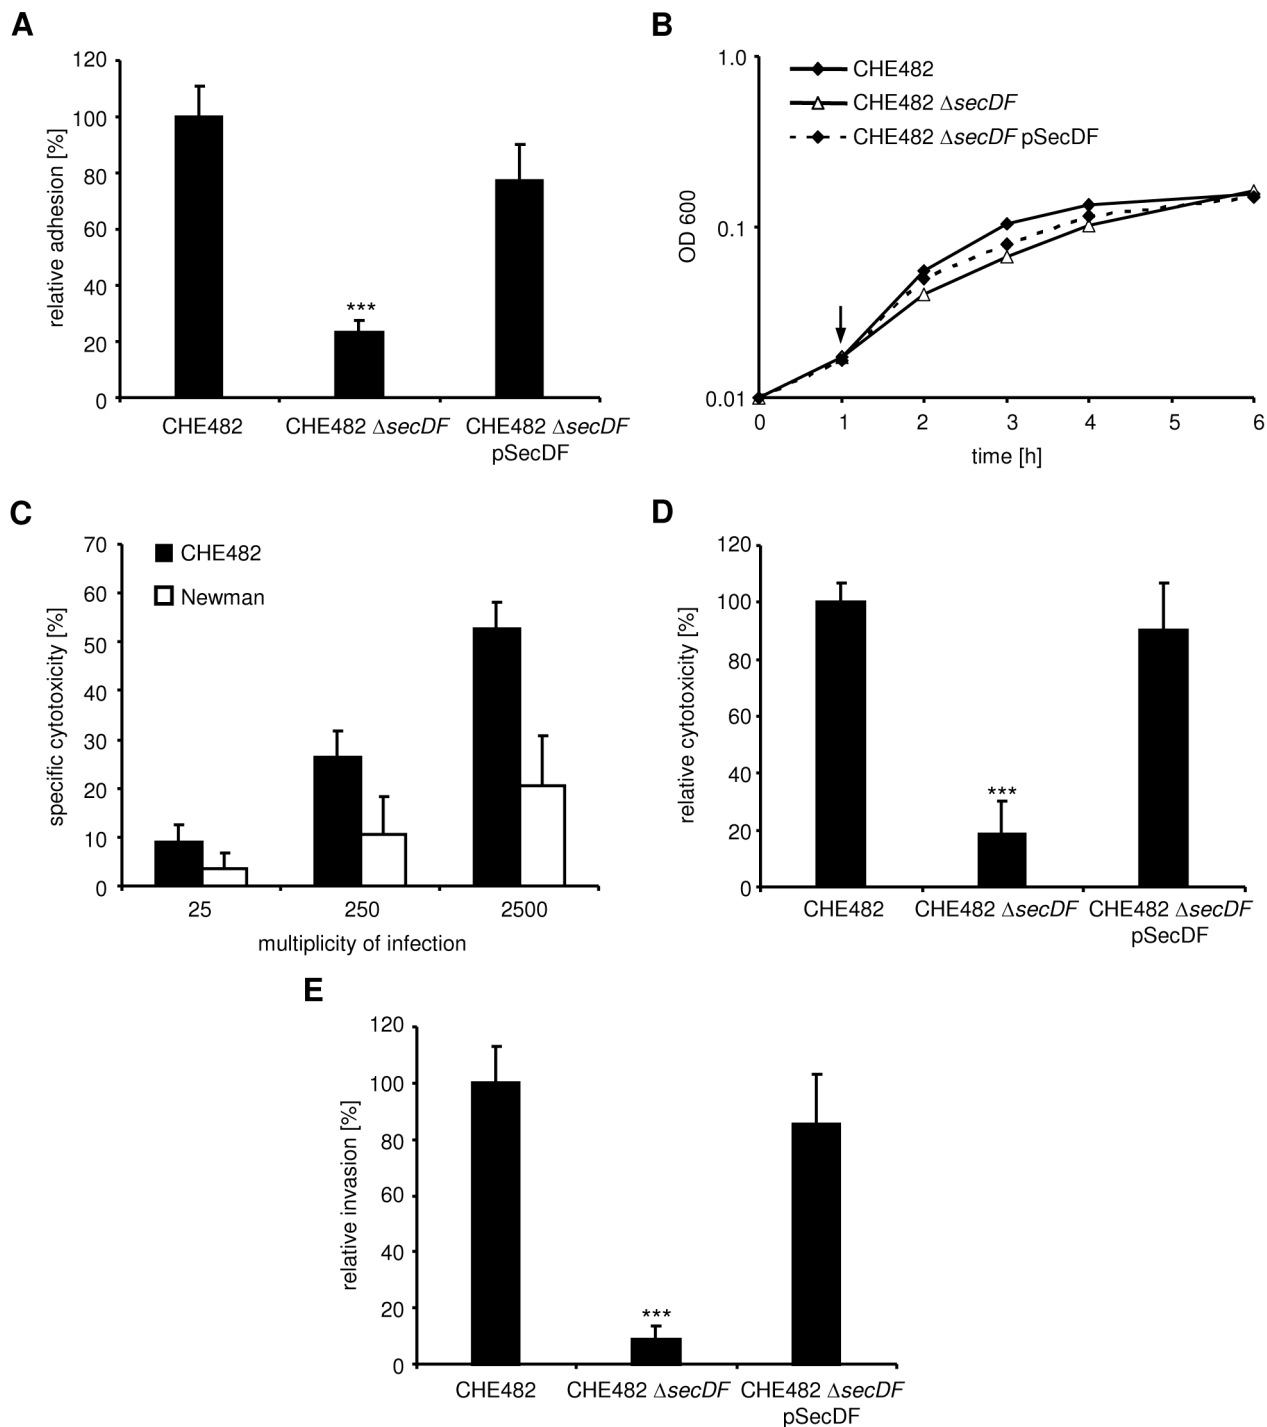 A
120
100
80
60
40
20
0
relative adhesion [%]
***
CHE482
CHE482 ΔsecDF
CHE482 ΔsecDF
pSecDF
B
1.0
0.1
0.01
OD 600
CHE482
CHE482 ΔsecDF
CHE482 ΔsecDF pSecDF
0 1 2 3 4 5 6
time [h]
C
70
60
50
40
30
20
10
0
specific cytotoxicity [%]
CHE482
Newman
25 250 2500
multiplicity of infection
D
120
100
80
60
40
20
0
relative cytotoxicity [%]
***
CHE482
CHE482 ΔsecDF
CHE482 ΔsecDF
pSecDF
E
120
100
80
60
40
20
0
relative invasion [%]
***
CHE482
CHE482 ΔsecDF
CHE482 ΔsecDF
pSecDF